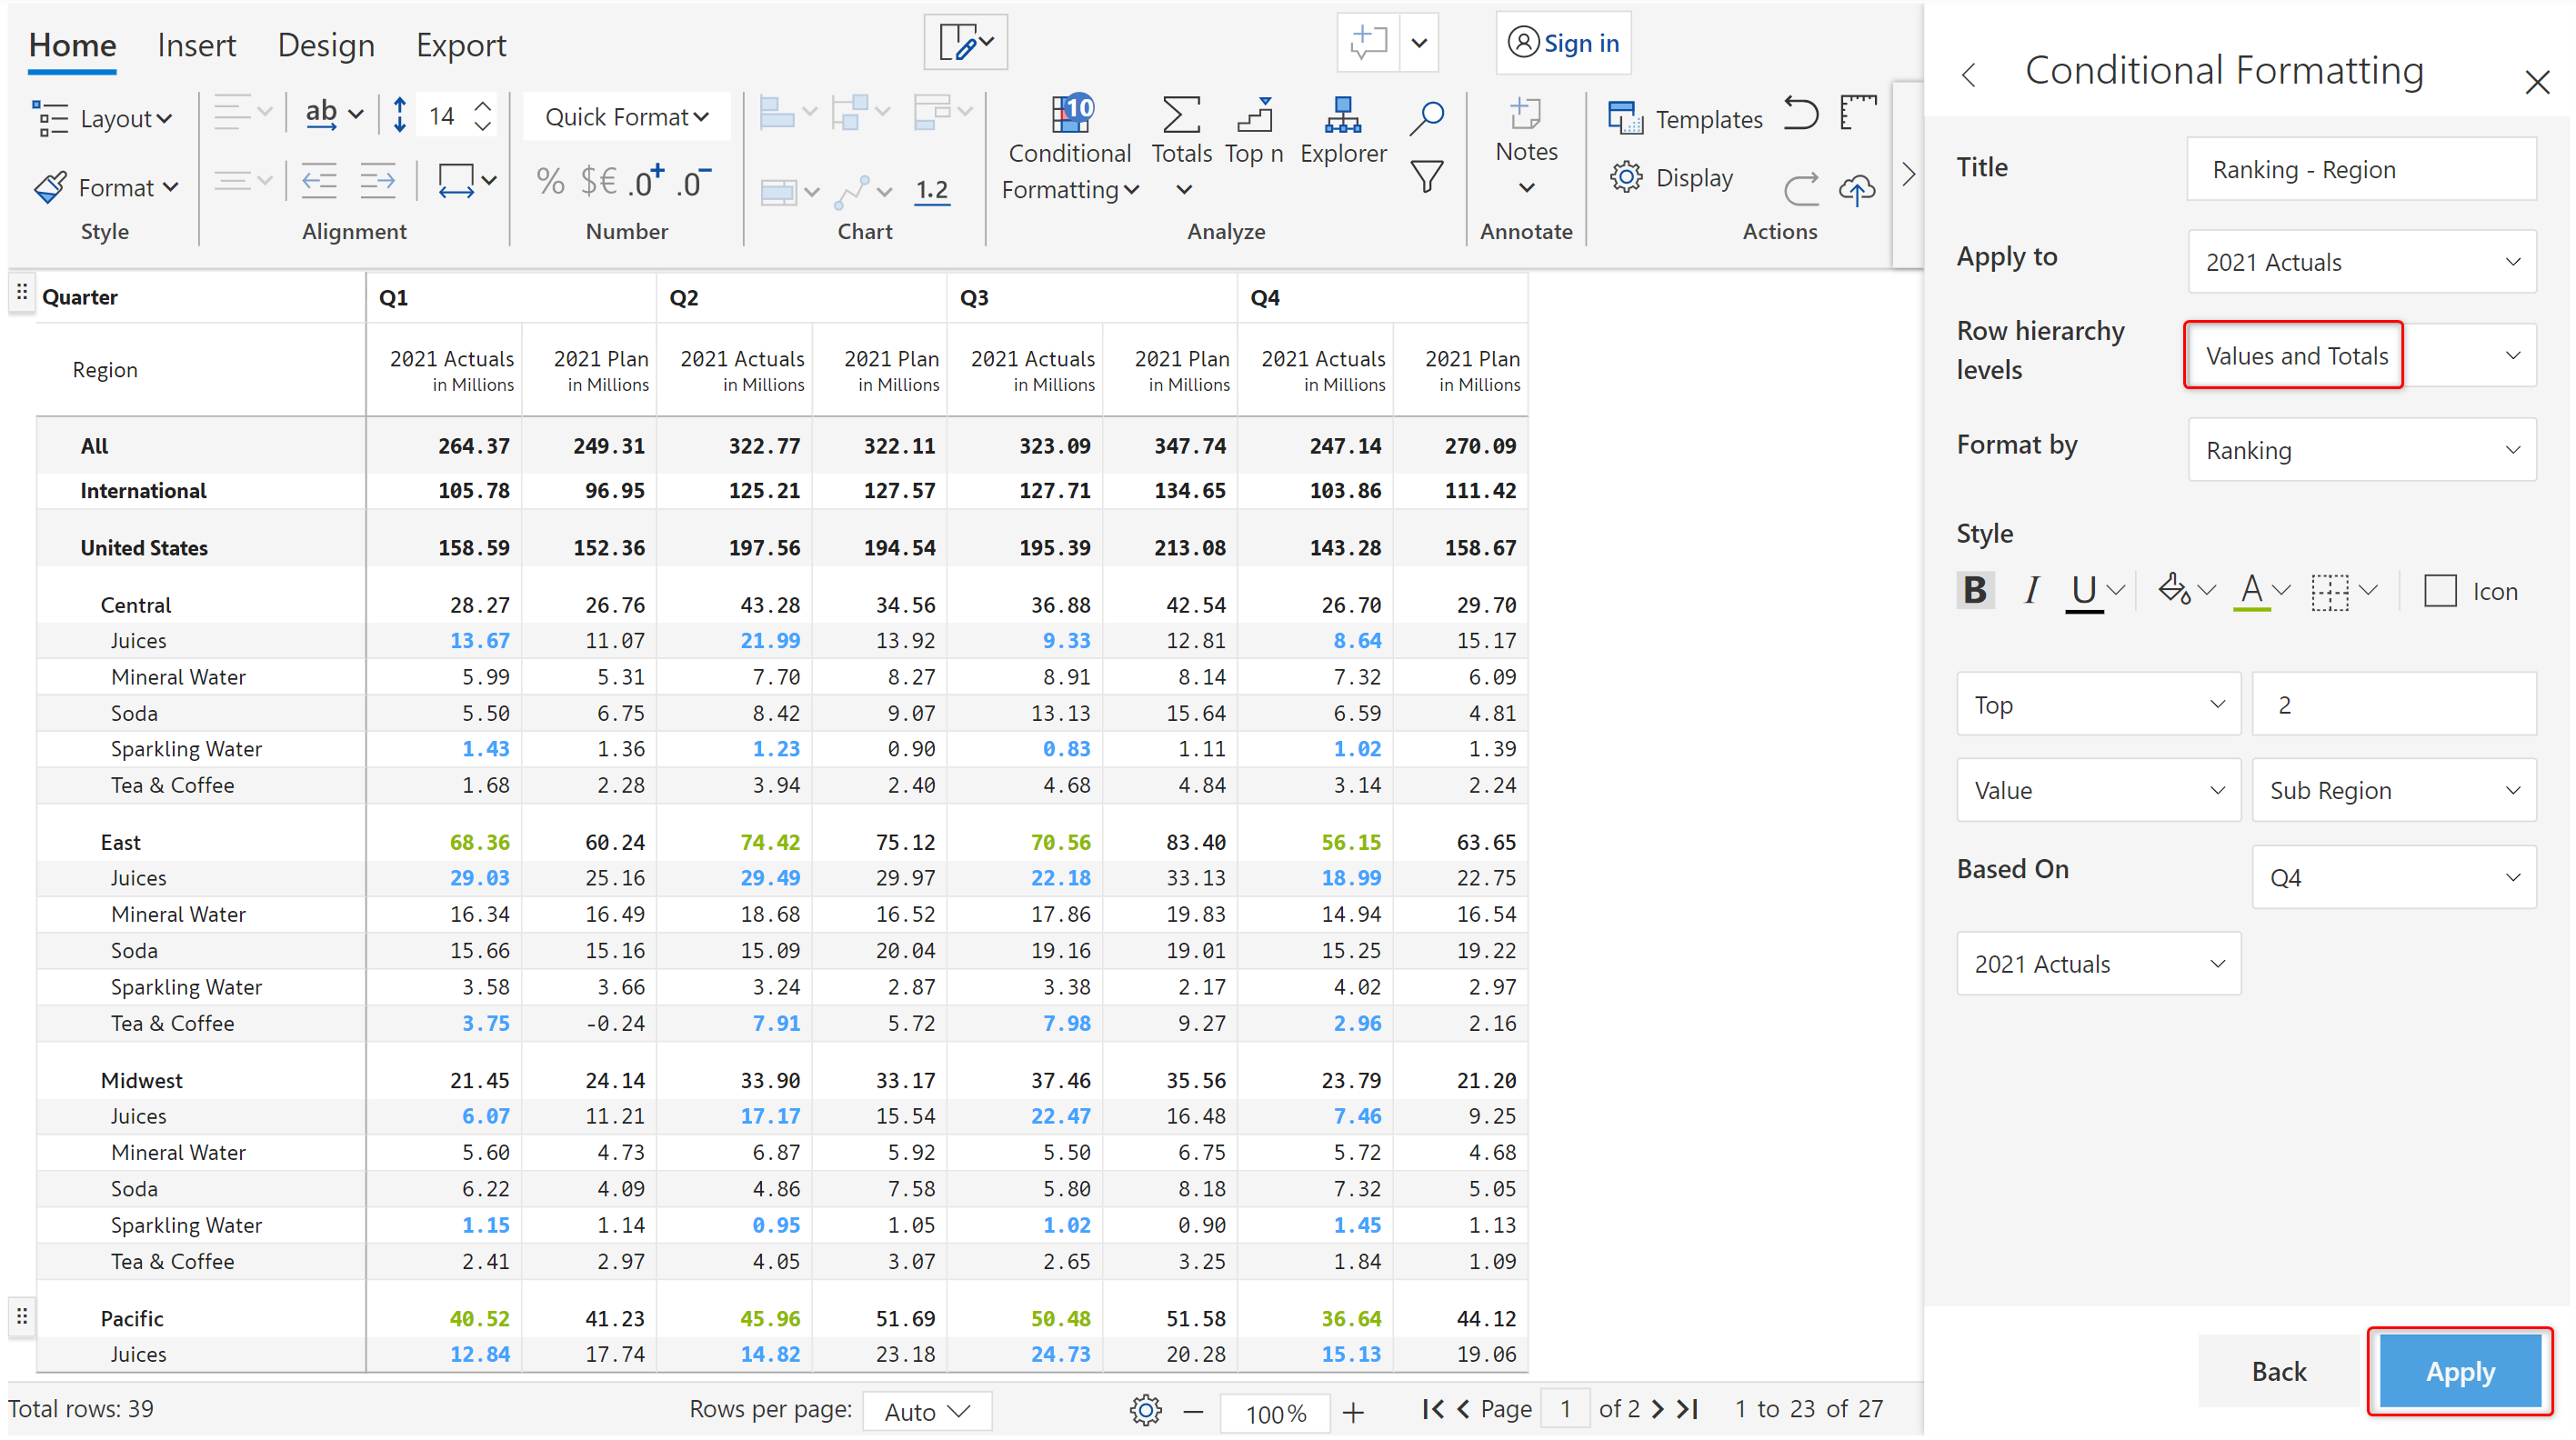 Home Insert Design Export Sign in
Layout ab 14 Quick Format 10 Conditional Formatting Totals Top n Explorer Notes Templates
Format % $€ .0+ .0- 1.2 Display
Style Alignment Number Chart Analyze Annotate Actions
Quarter Q1 Q2 Q3 Q4
Region 2021 Actuals in Millions 2021 Plan in Millions 2021 Actuals in Millions 2021 Plan in Millions 2021 Actuals in Millions 2021 Plan in Millions 2021 Actuals in Millions 2021 Plan in Millions
All 264.37 249.31 322.77 322.11 323.09 347.74 247.14 270.09
International 105.78 96.95 125.21 127.57 127.71 134.65 103.86 111.42
United States 158.59 152.36 197.56 194.54 195.39 213.08 143.28 158.67
Central 28.27 26.76 43.28 34.56 36.88 42.54 26.70 29.70
Juices 13.67 11.07 21.99 13.92 9.33 12.81 8.64 15.17
Mineral Water 5.99 5.31 7.70 8.27 8.91 8.14 7.32 6.09
Soda 5.50 6.75 8.42 9.07 13.13 15.64 6.59 4.81
Sparkling Water 1.43 1.36 1.23 0.90 0.83 1.11 1.02 1.39
Tea & Coffee 1.68 2.28 3.94 2.40 4.68 4.84 3.14 2.24
East 68.36 60.24 74.42 75.12 70.56 83.40 56.15 63.65
Juices 29.03 25.16 29.49 29.97 22.18 33.13 18.99 22.75
Mineral Water 16.34 16.49 18.68 16.52 17.86 19.83 14.94 16.54
Soda 15.66 15.16 15.09 20.04 19.16 19.01 15.25 19.22
Sparkling Water 3.58 3.66 3.24 2.87 3.38 2.17 4.02 2.97
Tea & Coffee 3.75 -0.24 7.91 5.72 7.98 9.27 2.96 2.16
Midwest 21.45 24.14 33.90 33.17 37.46 35.56 23.79 21.20
Juices 6.07 11.21 17.17 15.54 22.47 16.48 7.46 9.25
Mineral Water 5.60 4.73 6.87 5.92 5.50 6.75 5.72 4.68
Soda 6.22 4.09 4.86 7.58 5.80 8.18 7.32 5.05
Sparkling Water 1.15 1.14 0.95 1.05 1.02 0.90 1.45 1.13
Tea & Coffee 2.41 2.97 4.05 3.07 2.65 3.25 1.84 1.09
Pacific 40.52 41.23 45.96 51.69 50.48 51.58 36.64 44.12
Juices 12.84 17.74 14.82 23.18 24.73 20.28 15.13 19.06
Total rows: 39 Rows per page: Auto 100% Page 1 of 2 1 to 23 of 27
Conditional Formatting
Title Ranking - Region
Apply to 2021 Actuals
Row hierarchy levels Values and Totals
Format by Ranking
Style
B I U A Icon
Top 2
Value Sub Region
Based On Q4
2021 Actuals
Back Apply